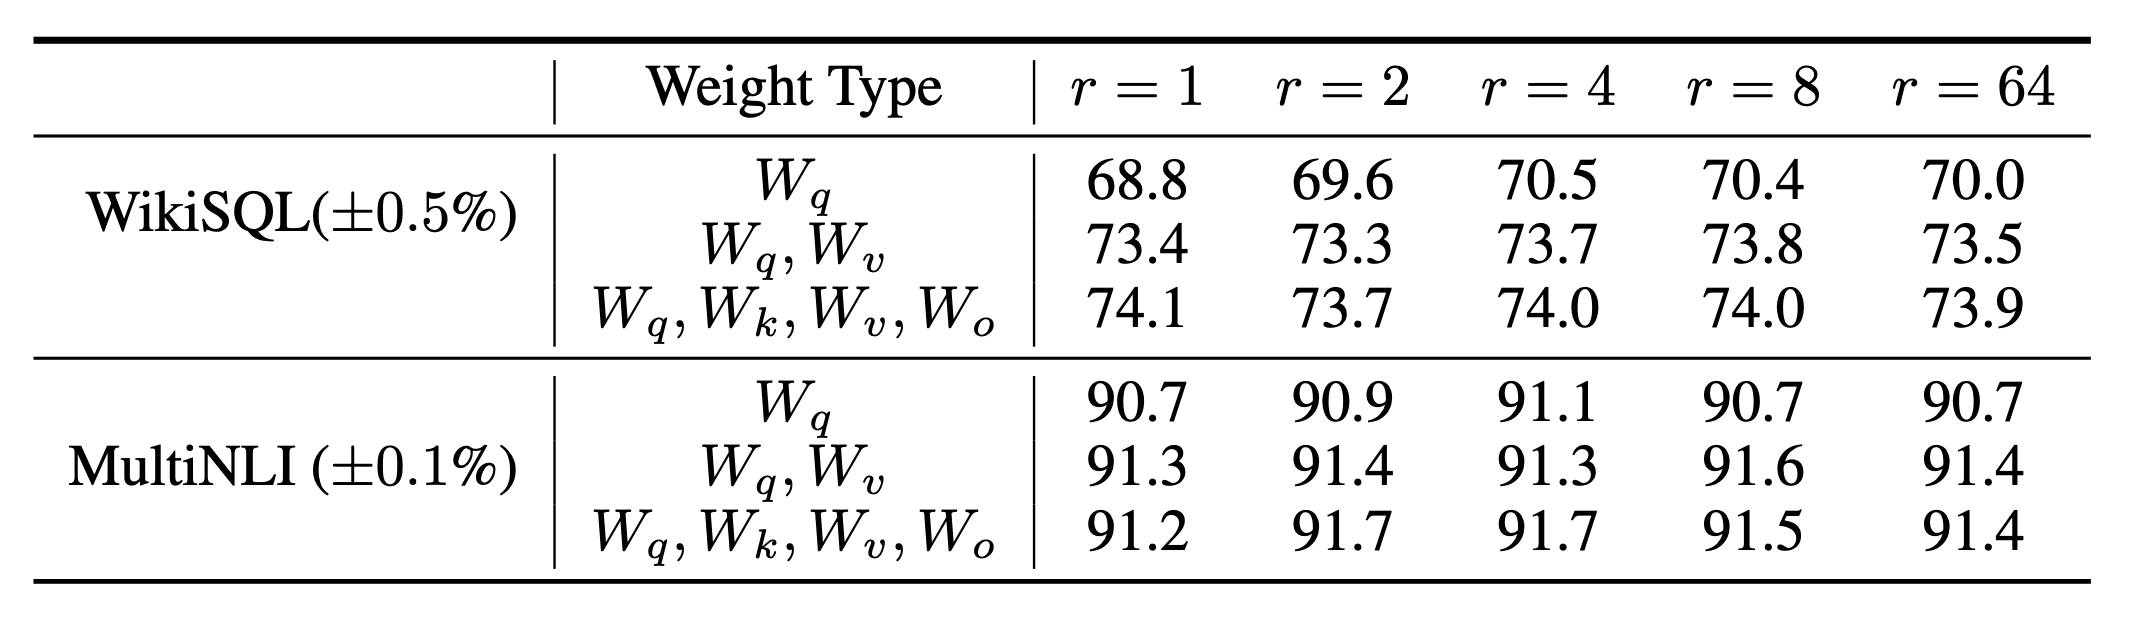 Weight Type r = 1 r = 2 r = 4 r = 8 r = 64
WikiSQL(±0.5%) W_q 68.8 69.6 70.5 70.4 70.0
W_q, W_v 73.4 73.3 73.7 73.8 73.5
W_q, W_k, W_v, W_o 74.1 73.7 74.0 74.0 73.9
MultiNLI (±0.1%) W_q 90.7 90.9 91.1 90.7 90.7
W_q, W_v 91.3 91.4 91.3 91.6 91.4
W_q, W_k, W_v, W_o 91.2 91.7 91.7 91.5 91.4